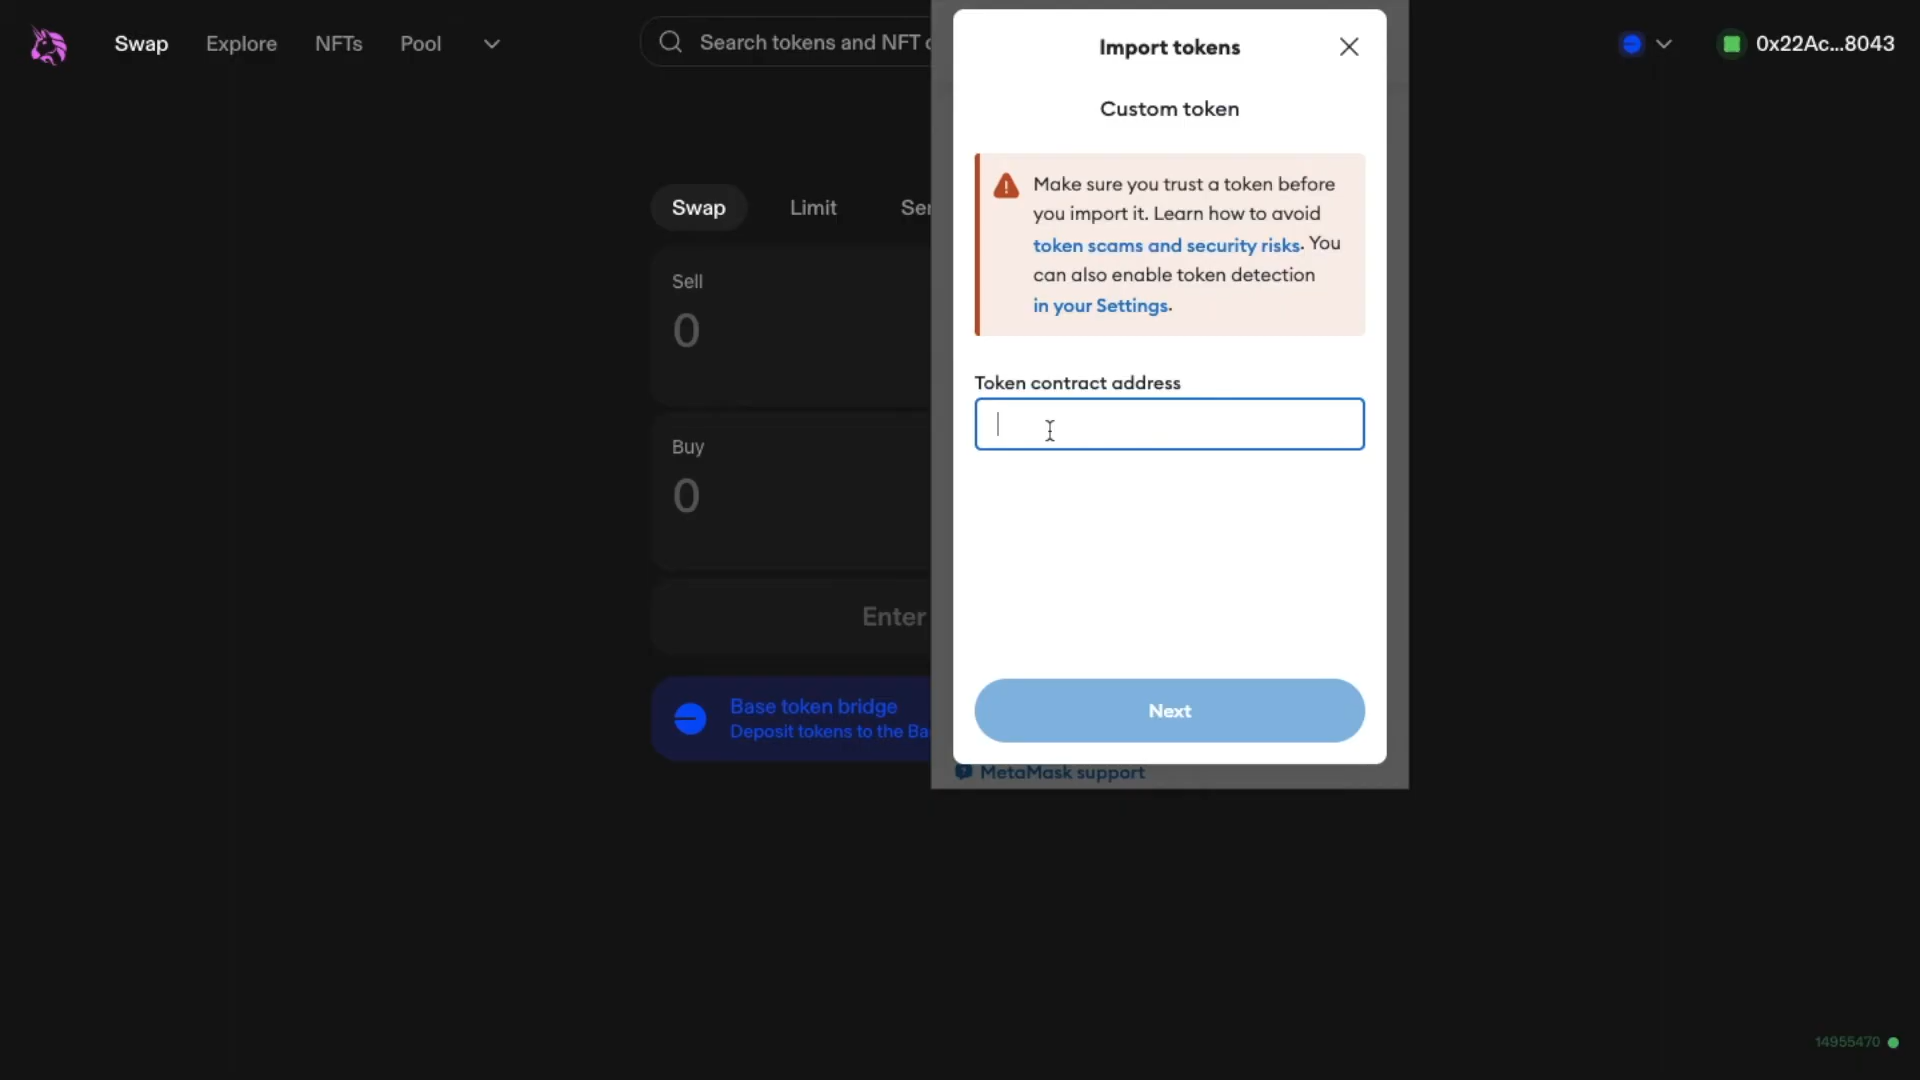 Swap
Explore
NFTs
Pool
Search tokens and NFT
0x22Ac...8043
Swap
Limit
Sell
0
Buy
0
Enter
Base token bridge
Deposit tokens to the
Import tokens
Custom token
Make sure you trust a token before
you import it. Learn how to avoid
token scams and security risks. You
can also enable token detection
in your Settings.
Token contract address
Next
MetaMask support
14955470